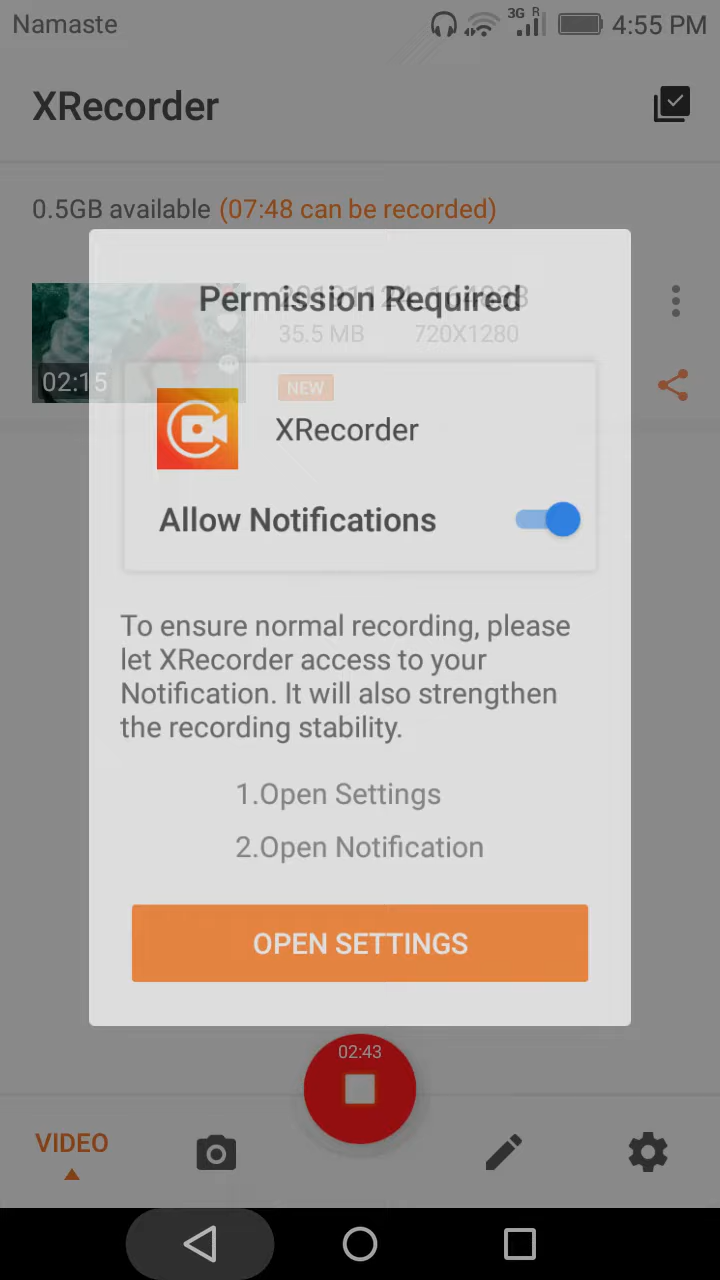 Namaste
3G R
4:55 PM
XRecorder
0.5GB available (07:48 can be recorded)
Permission Required
35.5 MB 720X1280
02:15
NEW
XRecorder
Allow Notifications
To ensure normal recording, please
let XRecorder access to your
Notification. It will also strengthen
the recording stability.
1.Open Settings
2.Open Notification
OPEN SETTINGS
02:43
VIDEO